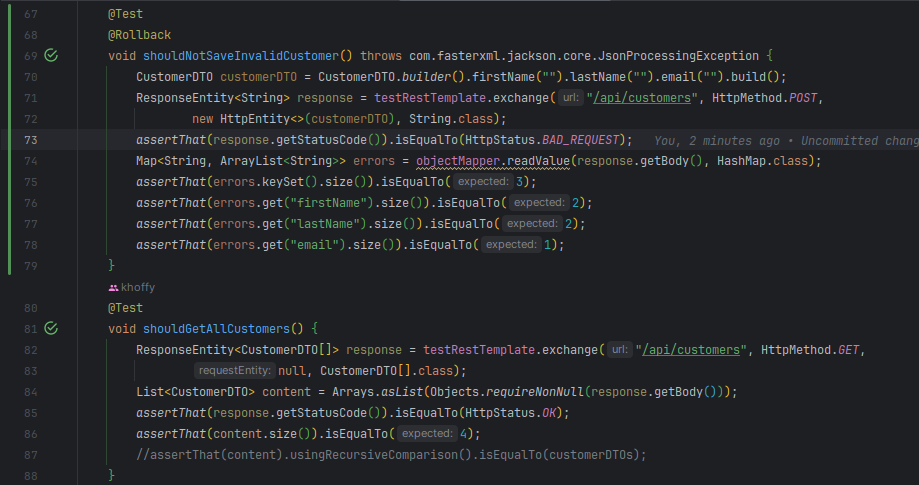 67 @Test
68 @Rollback
69 void shouldNotSaveInvalidCustomer() throws com.fasterxml.jackson.core.JsonProcessingException {
70 CustomerDTO customerDTO = CustomerDTO.builder().firstName("").lastName("").email("").build();
71 ResponseEntity<String> response = testRestTemplate.exchange( url: "/api/customers", HttpMethod.POST,
72 new HttpEntity<>(customerDTO), String.class);
73 assertThat(response.getStatusCode()).isEqualTo(HttpStatus.BAD_REQUEST); You, 2 minutes ago • Uncommitted chang
74 Map<String, ArrayList<String>> errors = objectMapper.readValue(response.getBody(), HashMap.class);
75 assertThat(errors.keySet().size()).isEqualTo( expected: 3);
76 assertThat(errors.get("firstName").size()).isEqualTo( expected: 2);
77 assertThat(errors.get("lastName").size()).isEqualTo( expected: 2);
78 assertThat(errors.get("email").size()).isEqualTo( expected: 1);
79 }
khoffy
80 @Test
81 void shouldGetAllCustomers() {
82 ResponseEntity<CustomerDTO[]> response = testRestTemplate.exchange( url: "/api/customers", HttpMethod.GET,
83 requestEntity: null, CustomerDTO[].class);
84 List<CustomerDTO> content = Arrays.asList(Objects.requireNonNull(response.getBody()));
85 assertThat(response.getStatusCode()).isEqualTo(HttpStatus.OK);
86 assertThat(content.size()).isEqualTo( expected: 4);
87 //assertThat(content).usingRecursiveComparison().isEqualTo(customerDTOs);
88 }